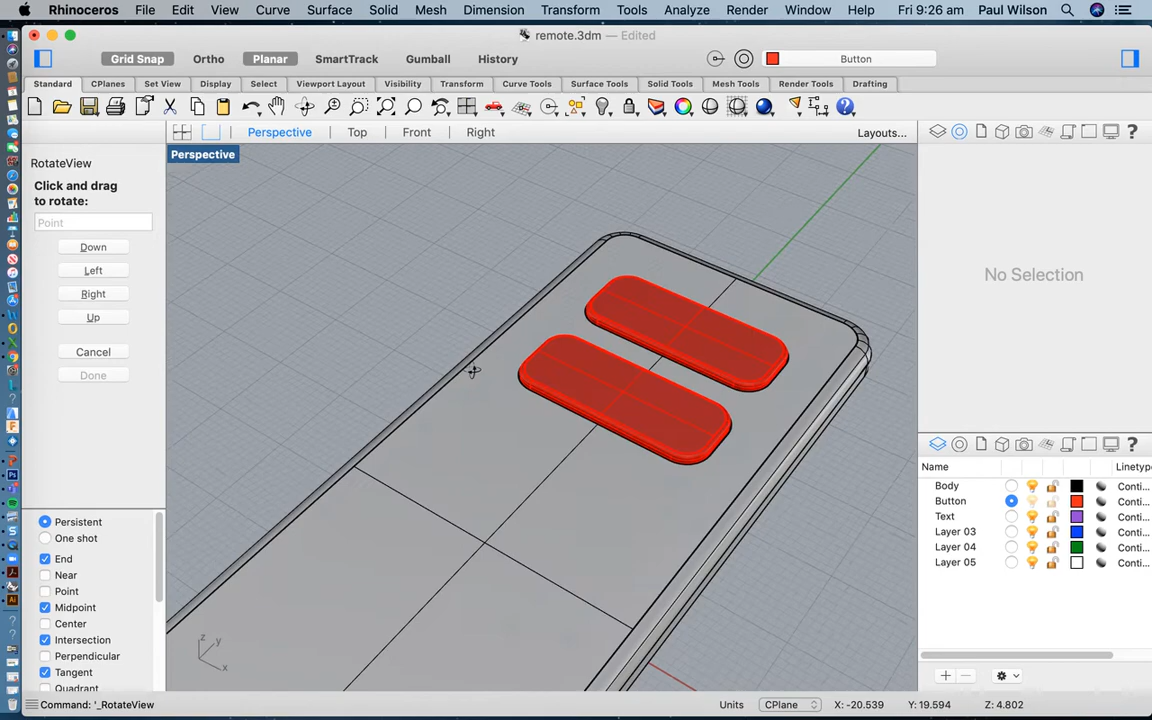 Rhinoceros File Edit View Curve Surface Solid Mesh Dimension Transform Tools Analyze Render Window Help Fri 9:26 am Paul Wilson
remote.3dm — Edited
Grid Snap Ortho Planar SmartTrack Gumball History Button
Standard CPlanes Set View Display Select Viewport Layout Visibility Transform Curve Tools Surface Tools Solid Tools Mesh Tools Render Tools Drafting
Perspective Top Front Right Layouts...
Perspective
RotateView
Click and drag
to rotate:
Point
Down
Left
Right
Up
Cancel
Done
No Selection
Persistent
One shot
End
Near
Point
Midpoint
Center
Intersection
Perpendicular
Tangent
Quadrant
Name Linetyp
Body Conti...
Button Conti...
Text Conti...
Layer 03 Conti...
Layer 04 Conti...
Layer 05 Conti...
z y
x
Command: '_RotateView Units CPlane X: -20.539 Y: 19.594 Z: 4.802